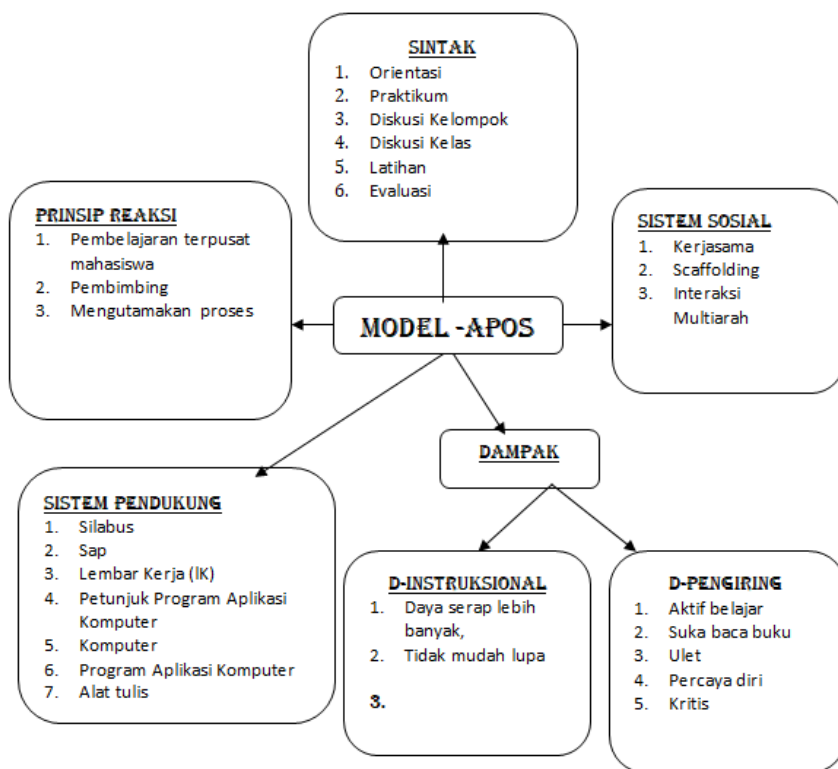 SINTAK
1. Orientasi
2. Praktikum
3. Diskusi Kelompok
4. Diskusi Kelas
5. Latihan
6. Evaluasi
PRINSIP REAKSI
1. Pembelajaran terpusat
mahasiswa
2. Pembimbing
3. Mengutamakan proses
SISTEM SOSIAL
1. Kerjasama
2. Scaffolding
3. Interaksi
Multiarah
MODEL -APOS
DAMPAK
SISTEM PENDUKUNG
1. Silabus
2. Sap
3. Lembar Kerja (lK)
4. Petunjuk Program Aplikasi
Komputer
5. Komputer
6. Program Aplikasi Komputer
7. Alat tulis
D-INSTRUKSIONAL
1. Daya serap lebih
banyak,
2. Tidak mudah lupa
3.
D-PENGIRING
1. Aktif belajar
2. Suka baca buku
3. Ulet
4. Percaya diri
5. Kritis